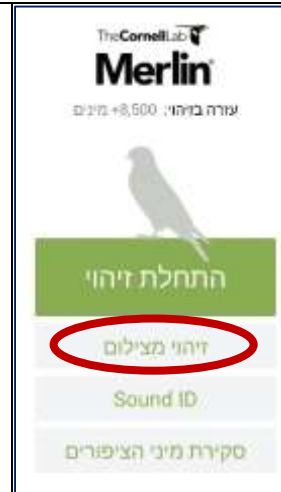 TheCornellLab
Merlin
עזרה בזיהוי: 8,500+ מינים
התחלת זיהוי
זיהוי מצילום
Sound ID
סקירת מיני הציפורים